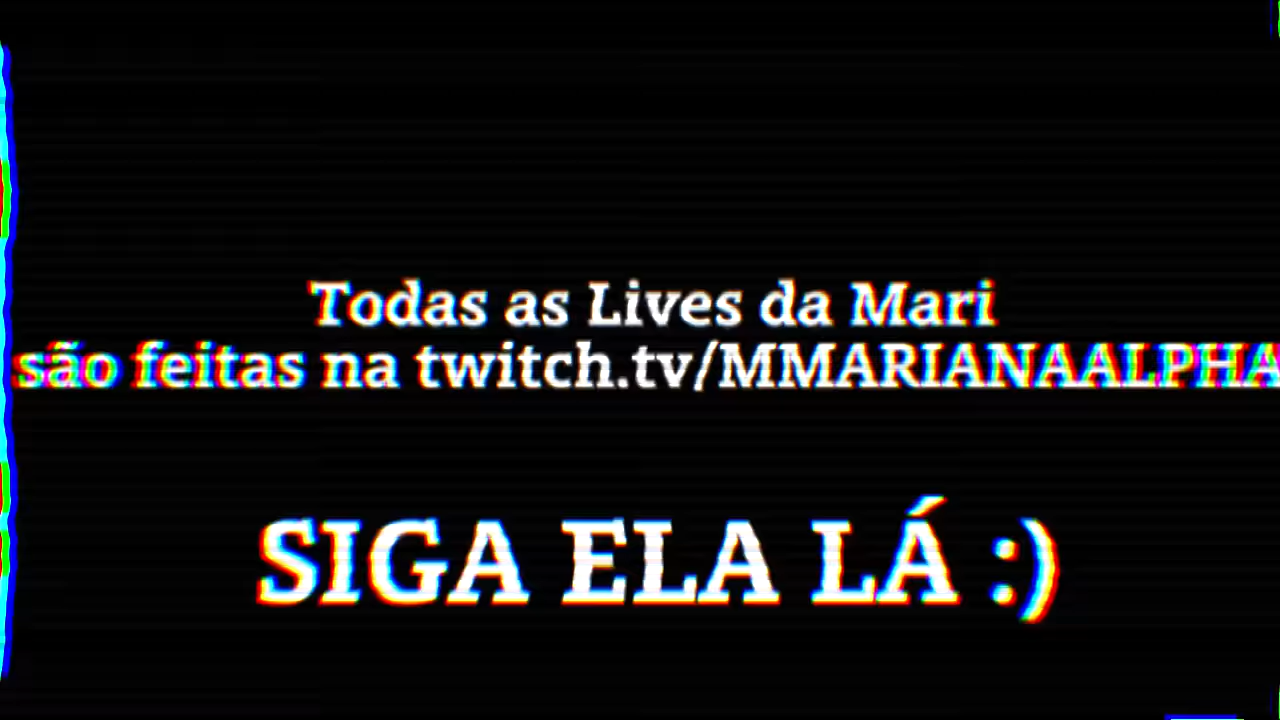 Todas as Lives da Mari
são feitas na twitch.tv/MMARIANAALPHA
SIGA ELA LÁ :)